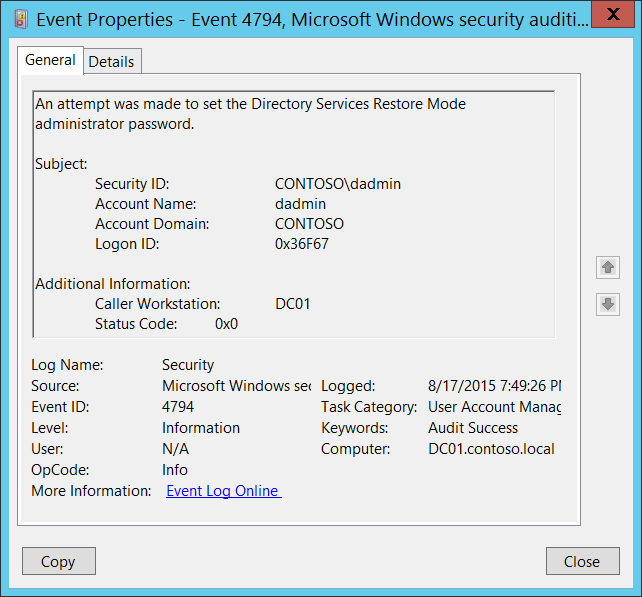 Event Properties - Event 4794, Microsoft Windows security auditi...
X
General
Details
An attempt was made to set the Directory Services Restore Mode
administrator password.
Subject:
Security ID: CONTOSO\dadmin
Account Name: dadmin
Account Domain: CONTOSO
Logon ID: 0x36F67
Additional Information:
Caller Workstation: DC01
Status Code: 0x0
Log Name: Security
Source: Microsoft Windows sec Logged: 8/17/2015 7:49:26 PM
Event ID: 4794 Task Category: User Account Manag
Level: Information Keywords: Audit Success
User: N/A Computer: DC01.contoso.local
OpCode: Info
More Information: Event Log Online
Copy
Close